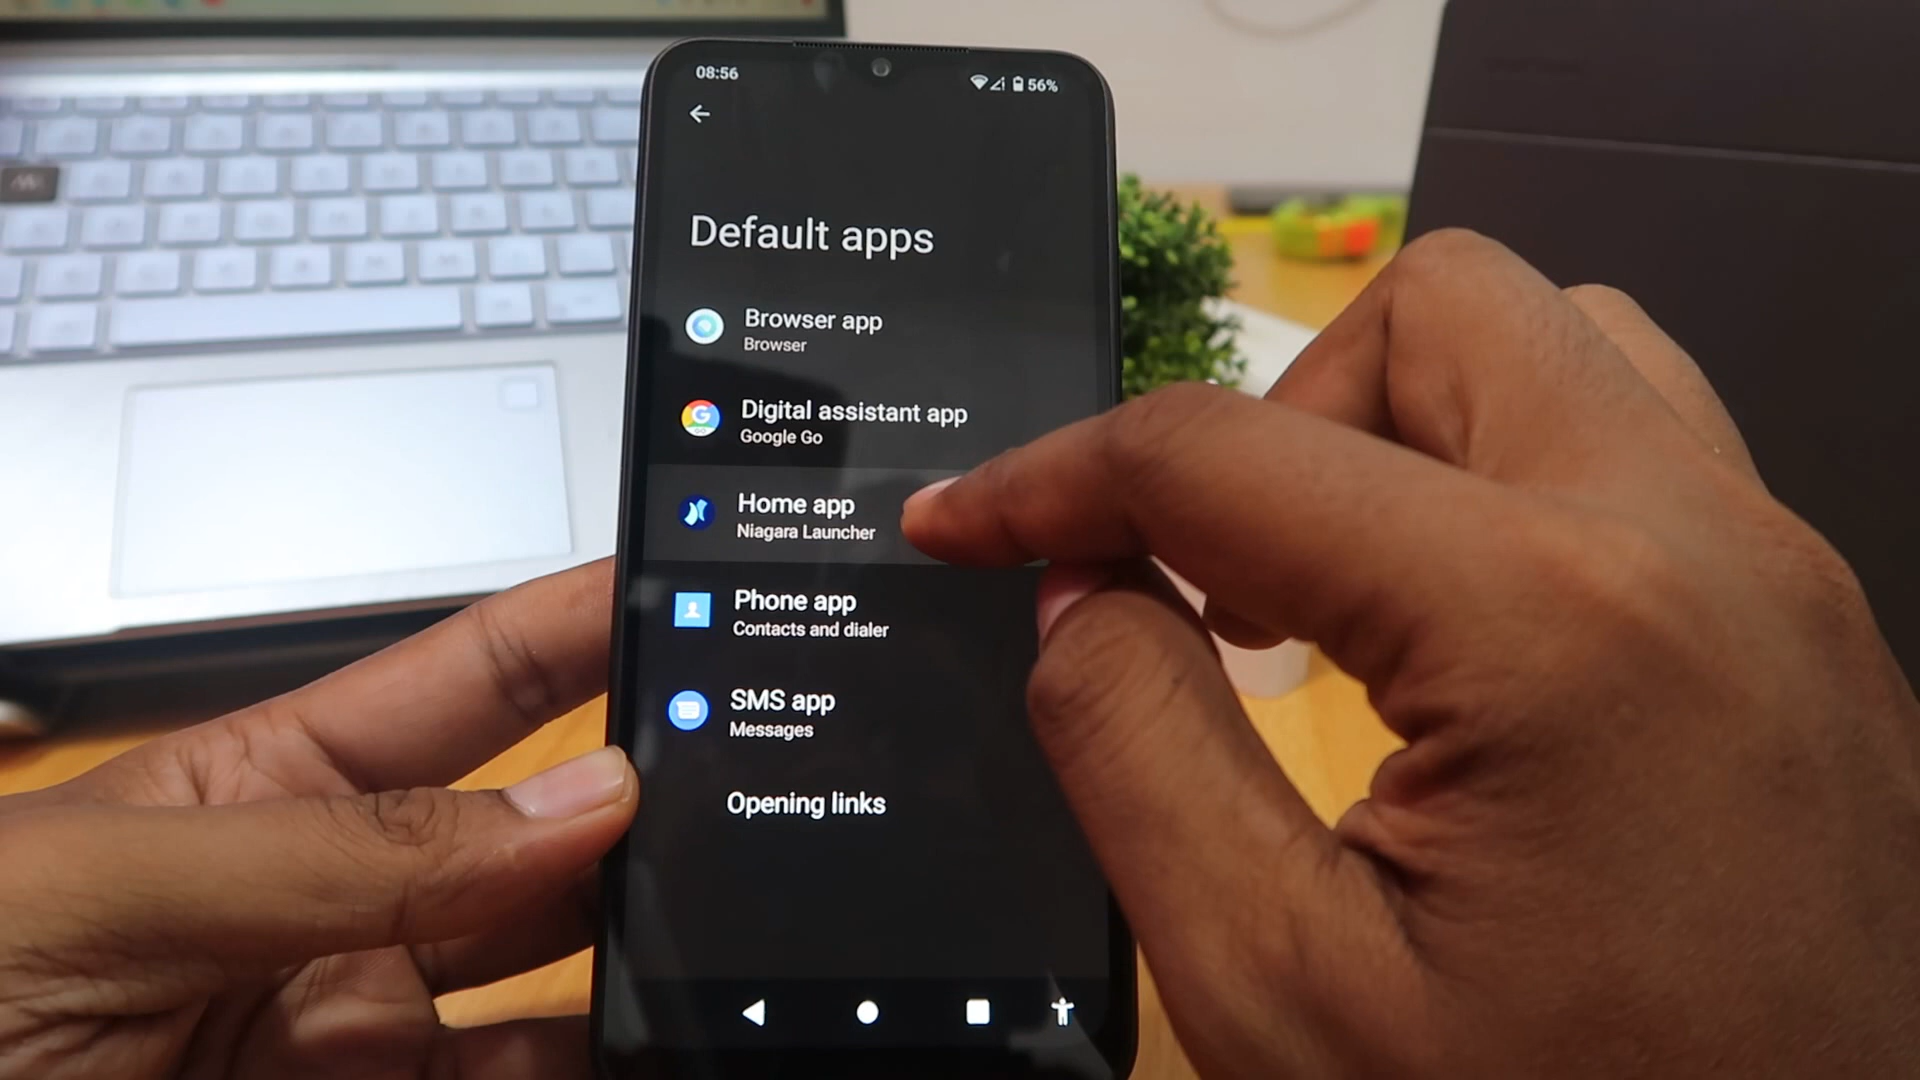 08:56
56%
Default apps
Browser app
Browser
Digital assistant app
Google Go
Home app
Niagara Launcher
Phone app
Contacts and dialer
SMS app
Messages
Opening links